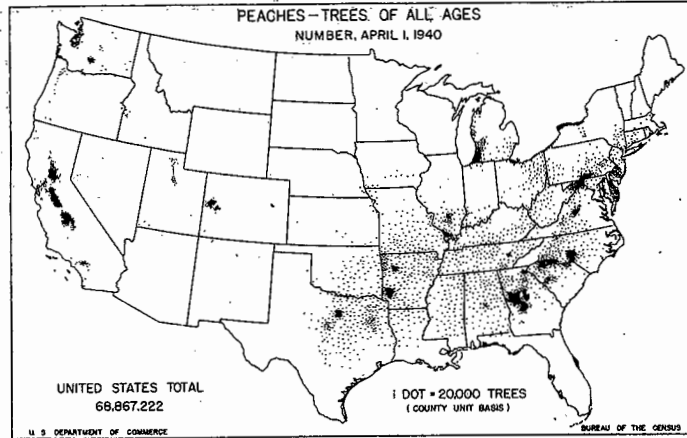 PEACHES-TREES OF ALL AGES
NUMBER, APRIL 1, 1940
UNITED STATES TOTAL
68,867,222
1 DOT = 20,000 TREES
(COUNTY UNIT BASIS)
U S DEPARTMENT OF COMMERCE
BUREAU OF THE CENSUS